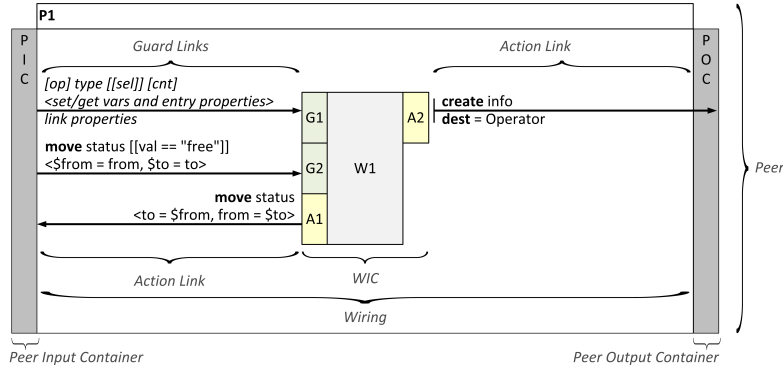 P1
P
I
C
Guard Links
Action Link
P
O
C
[op] type [[sel]] [cnt]
<set/get vars and entry properties>
link properties
G1
A2
create info
dest = Operator
move status [[val == "free"]]
<$from = from, $to = to>
G2
W1
Peer
move status
<to = $from, from = $to>
A1
Action Link
WIC
Wiring
Peer Input Container
Peer Output Container